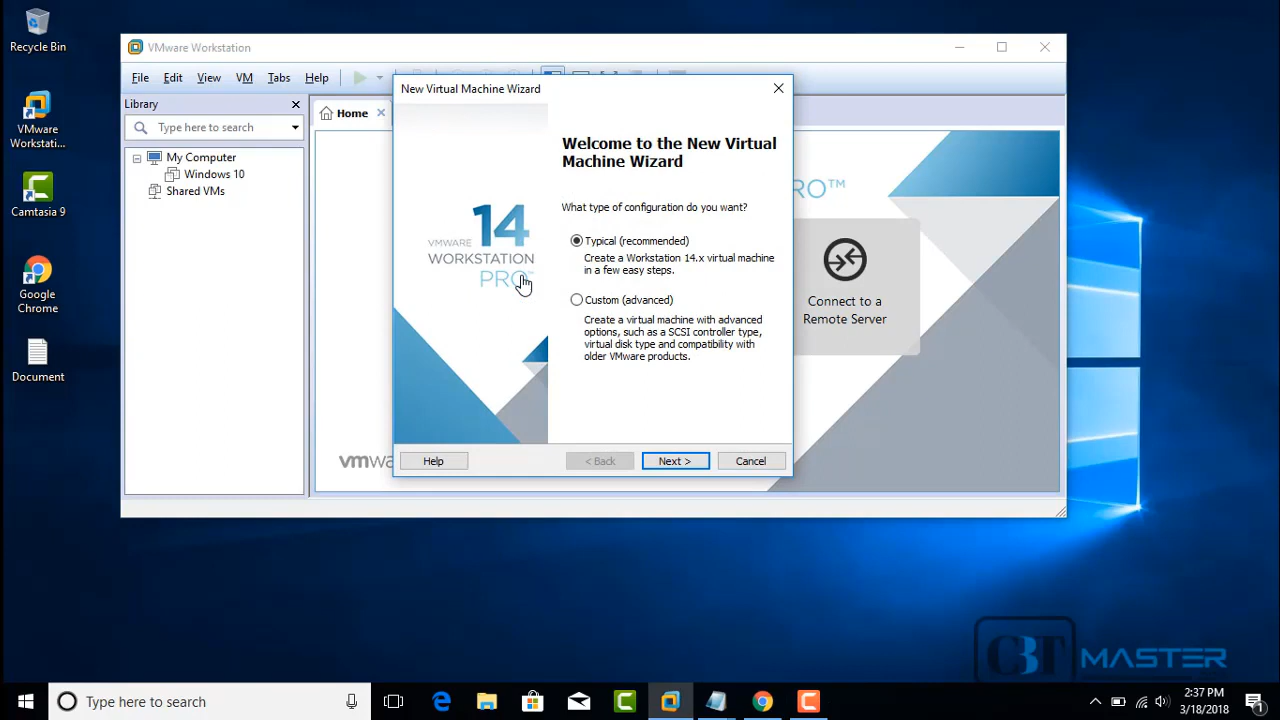 Recycle Bin
VMware
Workstati...
Camtasia 9
Google
Chrome
Document
VMware Workstation
File Edit View VM Tabs Help
Library
Type here to search
My Computer
Windows 10
Shared VMs
Home
New Virtual Machine Wizard
VMWARE 14
WORKSTATION
PRO™
Welcome to the New Virtual
Machine Wizard
What type of configuration do you want?
Typical (recommended)
Create a Workstation 14.x virtual machine
in a few easy steps.
Custom (advanced)
Create a virtual machine with advanced
options, such as a SCSI controller type,
virtual disk type and compatibility with
older VMware products.
Help < Back Next > Cancel
RO™
Connect to a
Remote Server
vmwa
CBT MASTER
Type here to search
2:37 PM
3/18/2018
1